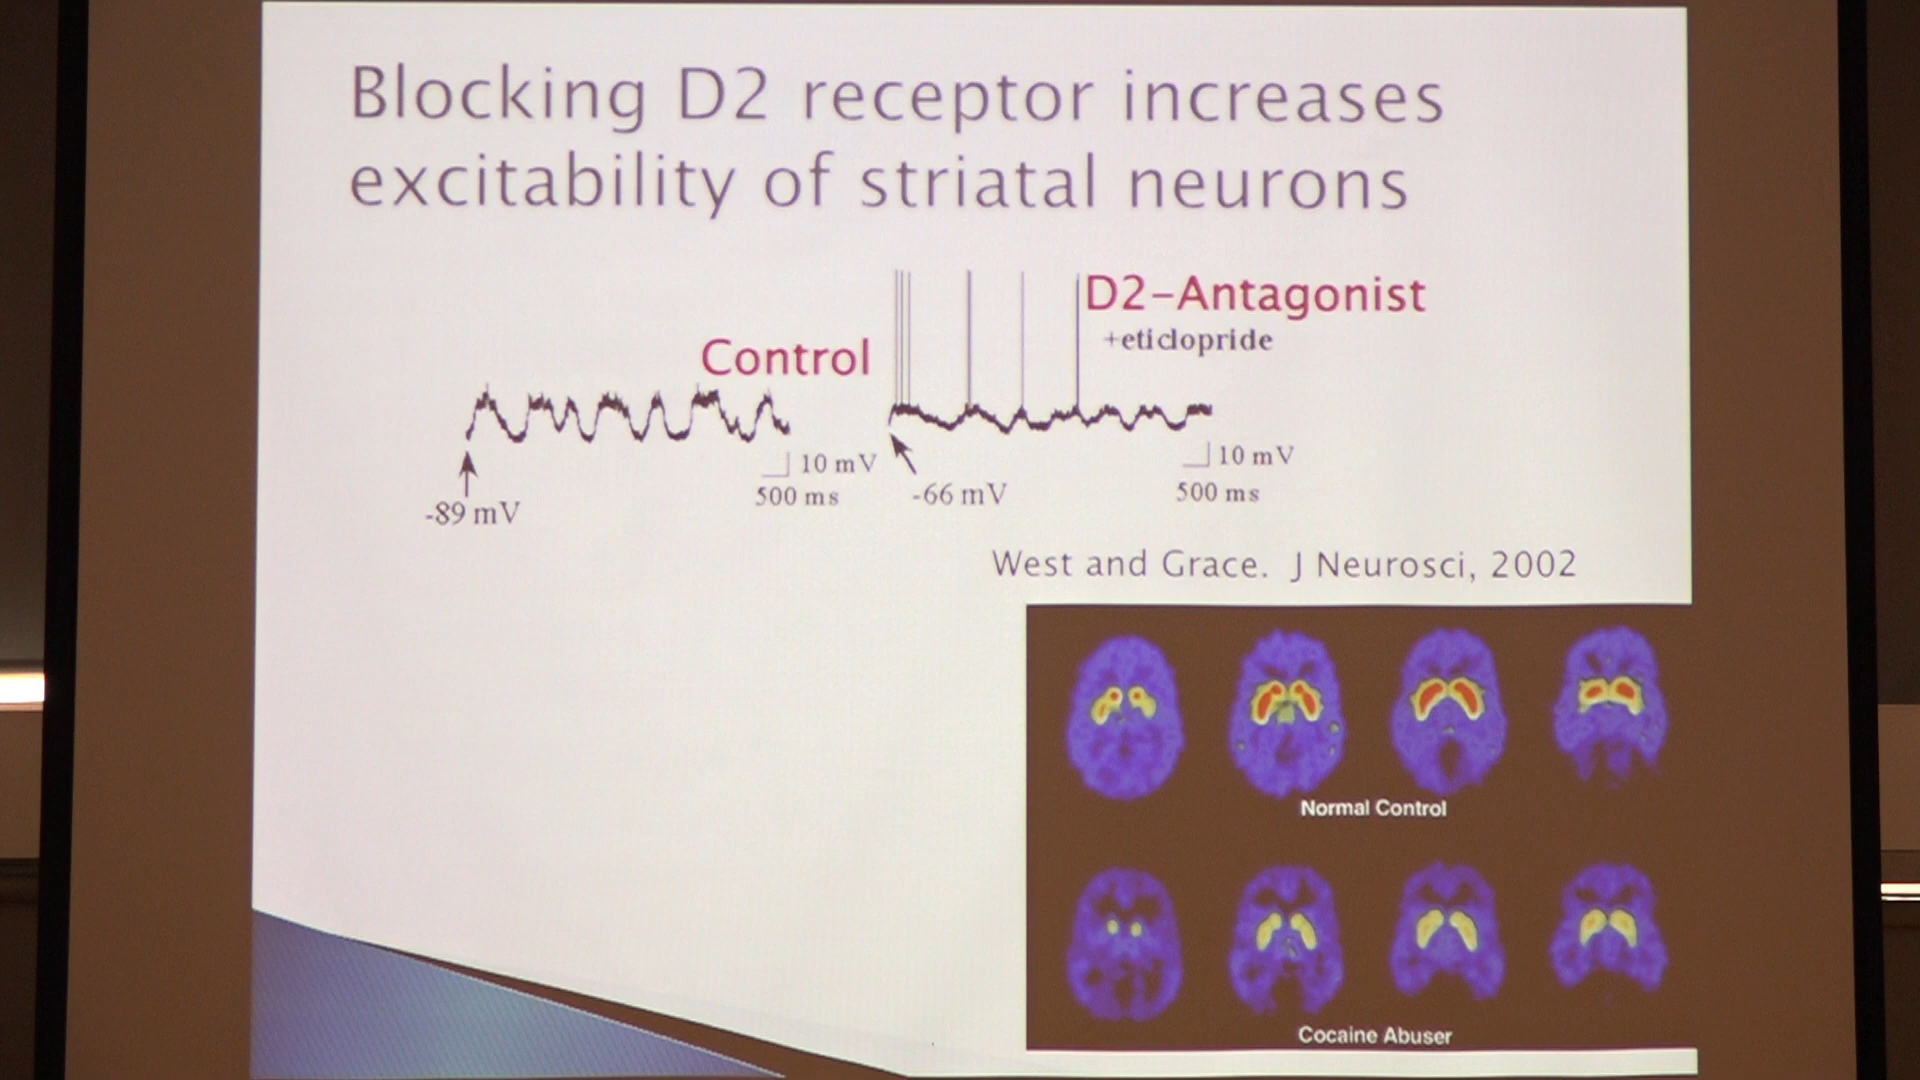 Blocking D2 receptor increases
excitability of striatal neurons
Control
D2-Antagonist
+eticlopride
10 mV
500 ms
-89 mV
10 mV
500 ms
-66 mV
West and Grace. J Neurosci, 2002
Normal Control
Cocaine Abuser